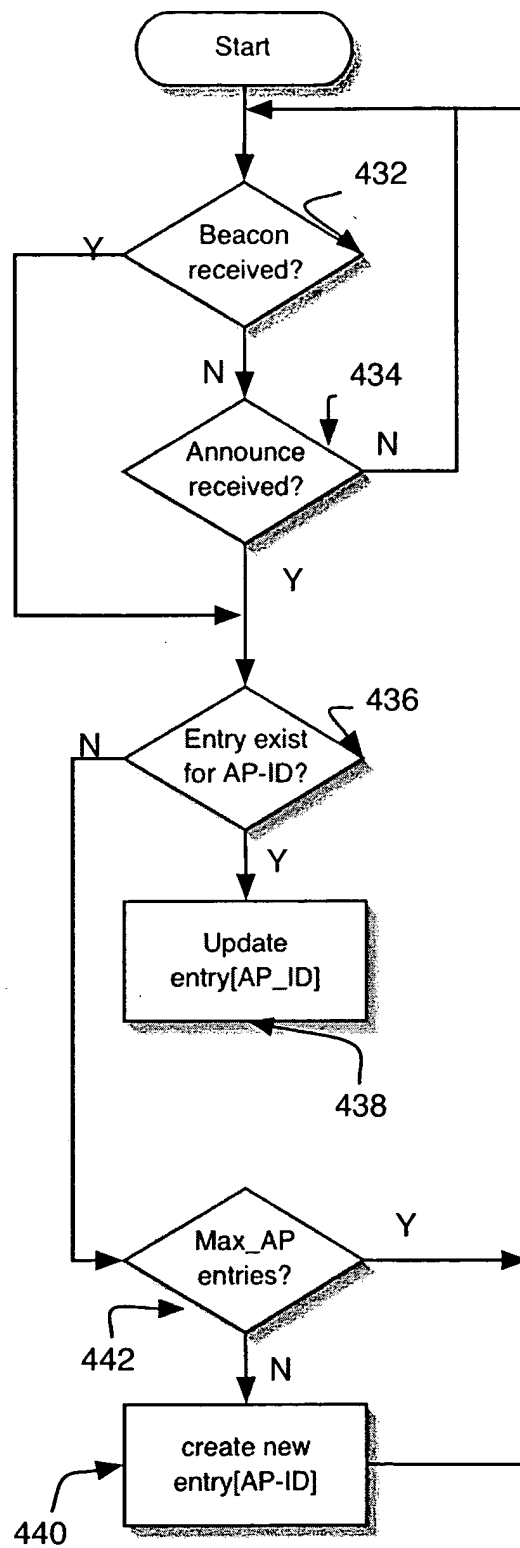 Start
432
Beacon
received?
Y
N
434
Announce
received?
N
Y
436
Entry exist
for AP-ID?
N
Y
Update
entry[AP_ID]
438
Max_AP
entries?
Y
442
N
create new
entry[AP-ID]
440